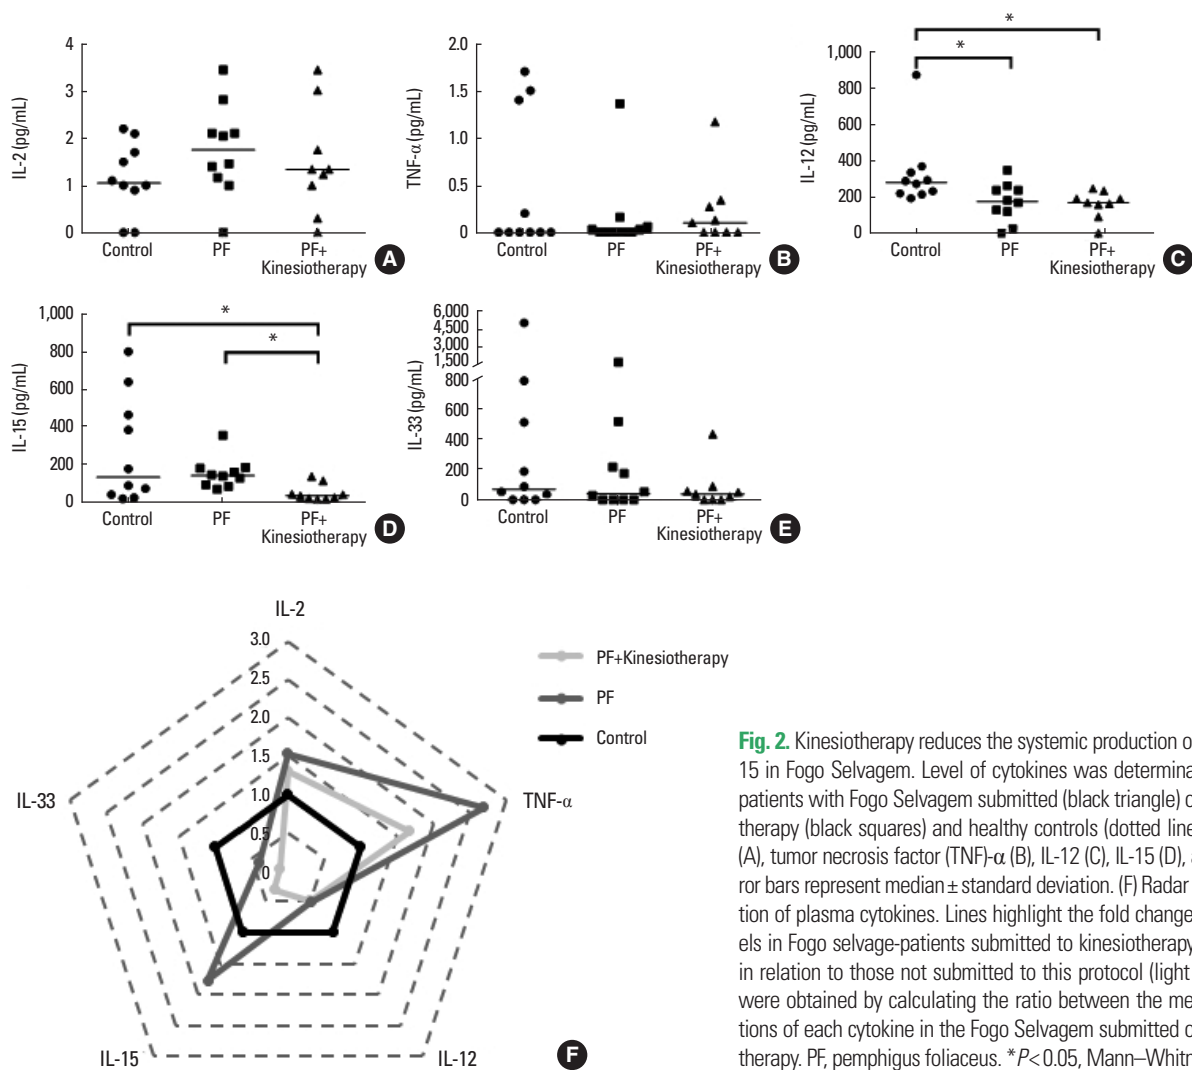 IL-2 (pg/mL)
4
3
2
1
0
Control
PF
PF+
Kinesiotherapy
A
TNF-α (pg/mL)
2.0
1.5
1.0
0.5
0
Control
PF
PF+
Kinesiotherapy
B
IL-12 (pg/mL)
1,000
800
600
400
200
0
*
*
Control
PF
PF+
Kinesiotherapy
C
IL-15 (pg/mL)
1,000
800
600
400
200
0
*
*
Control
PF
PF+
Kinesiotherapy
D
IL-33 (pg/mL)
6,000
4,500
3,000
1,500
800
600
400
200
0
Control
PF
PF+
Kinesiotherapy
E
IL-2
3.0
2.5
2.0
1.5
1.0
0.5
0
IL-33
TNF-α
IL-15
IL-12
PF+Kinesiotherapy
PF
Control
F
Fig. 2. Kinesiotherapy reduces the systemic production o
15 in Fogo Selvagem. Level of cytokines was determina
patients with Fogo Selvagem submitted (black triangle) o
therapy (black squares) and healthy controls (dotted line
(A), tumor necrosis factor (TNF)-α (B), IL-12 (C), IL-15 (D), a
ror bars represent median ± standard deviation. (F) Radar
tion of plasma cytokines. Lines highlight the fold change
els in Fogo selvage-patients submitted to kinesiotherapy
in relation to those not submitted to this protocol (light
were obtained by calculating the ratio between the me
tions of each cytokine in the Fogo Selvagem submitted o
therapy. PF, pemphigus foliaceus. *P<0.05, Mann–Whitn